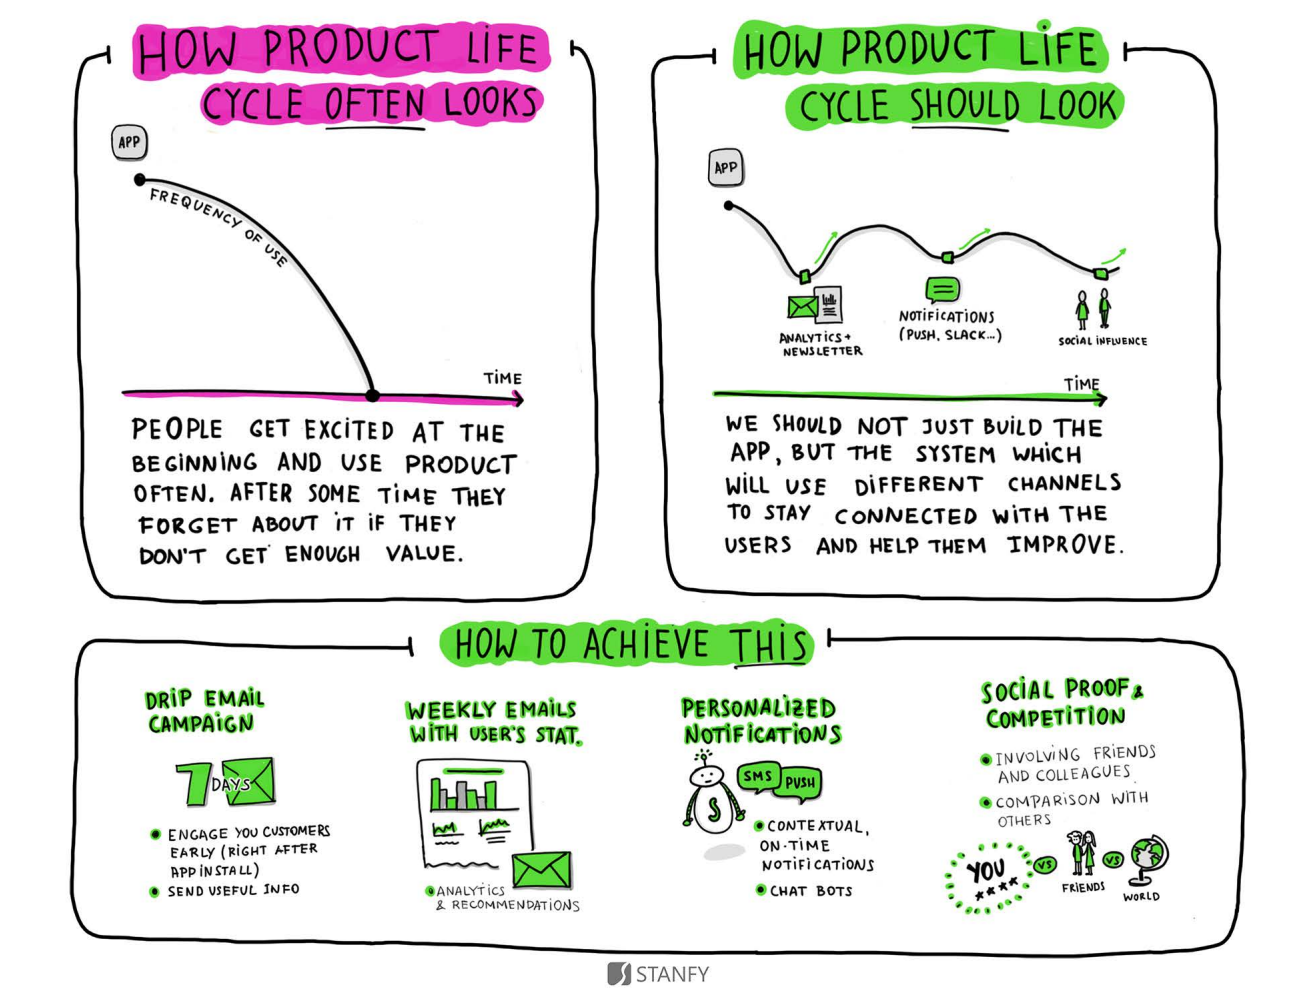 HOW PRODUCT LIFE
CYCLE OFTEN LOOKS
APP
FREQUENCY OF USE
TIME
PEOPLE GET EXCITED AT THE
BEGINNING AND USE PRODUCT
OFTEN. AFTER SOME TIME THEY
FORGET ABOUT IT IF THEY
DON'T GET ENOUGH VALUE.
HOW PRODUCT LIFE
CYCLE SHOULD LOOK
APP
ANALYTICS +
NEWSLETTER
NOTIFICATIONS
(PUSH, SLACK...)
SOCIAL INFLUENCE
TIME
WE SHOULD NOT JUST BUILD THE
APP, BUT THE SYSTEM WHICH
WILL USE DIFFERENT CHANNELS
TO STAY CONNECTED WITH THE
USERS AND HELP THEM IMPROVE.
HOW TO ACHIEVE THIS
DRIP EMAIL
CAMPAIGN
7 DAYS
ENGAGE YOU CUSTOMERS
EARLY (RIGHT AFTER
APP INSTALL)
SEND USEFUL INFO
WEEKLY EMAILS
WITH USER'S STAT.
ANALYTICS
& RECOMMENDATIONS
PERSONALIZED
NOTIFICATIONS
SMS
PUSH
S
CONTEXTUAL,
ON-TIME
NOTIFICATIONS
CHAT BOTS
SOCIAL PROOF &
COMPETITION
INVOLVING FRIENDS
AND COLLEAGUES
COMPARISON WITH
OTHERS
YOU
VS
FRIENDS
VS
WORLD
STANFY